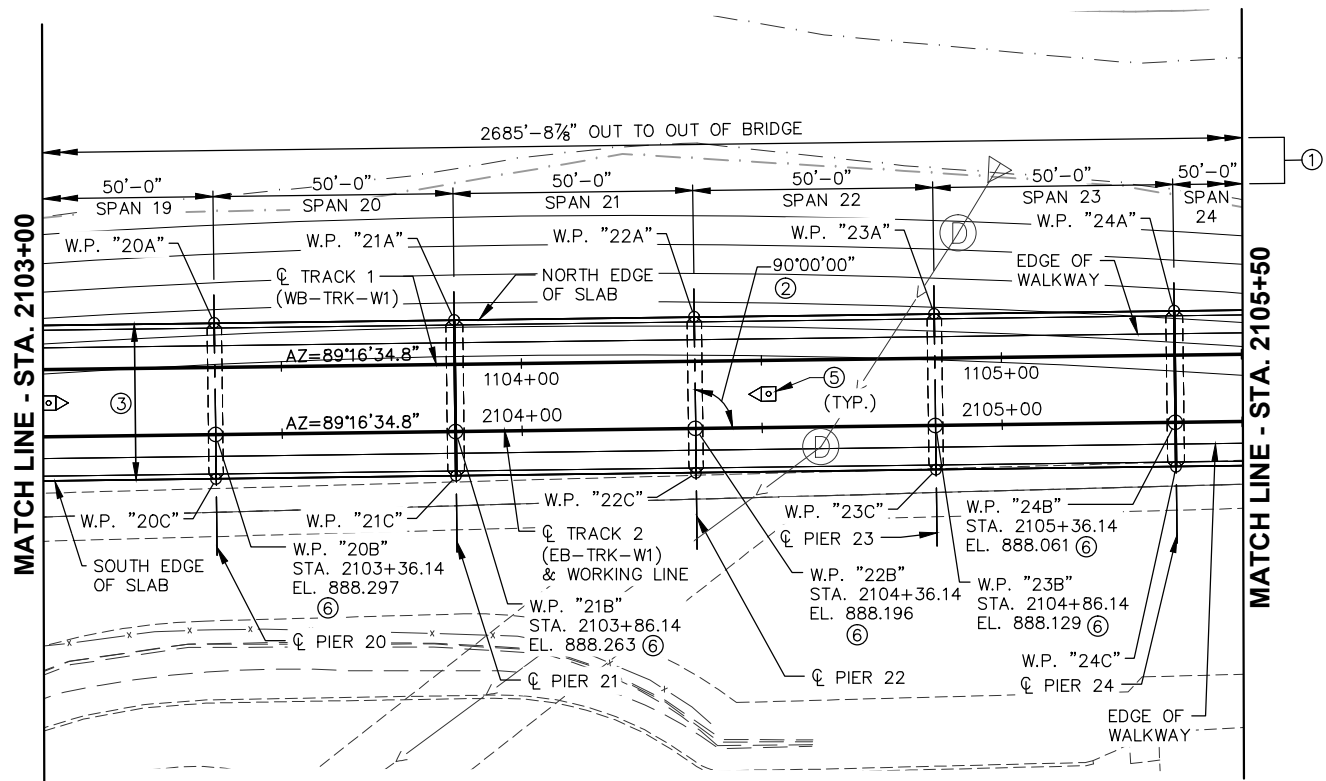 2685'-8⅞" OUT TO OUT OF BRIDGE
①
50'-0"
SPAN 19
50'-0"
SPAN 20
50'-0"
SPAN 21
50'-0"
SPAN 22
50'-0"
SPAN 23
50'-0"
SPAN
24
MATCH LINE - STA. 2103+00
W.P. "20A"
W.P. "21A"
W.P. "22A"
W.P. "23A"
W.P. "24A"
D
℄ TRACK 1
(WB-TRK-W1)
NORTH EDGE
OF SLAB
90°00'00"
②
EDGE OF
WALKWAY
MATCH LINE - STA. 2105+50
AZ=89°16'34.8"
1104+00
1105+00
③
⑤
(TYP.)
AZ=89°16'34.8"
2104+00
2105+00
D
W.P. "20C"
W.P. "21C"
W.P. "22C"
W.P. "23C"
SOUTH EDGE
OF SLAB
W.P. "20B"
STA. 2103+36.14
EL. 888.297
⑥
℄ TRACK 2
(EB-TRK-W1)
& WORKING LINE
℄ PIER 23
W.P. "24B"
STA. 2105+36.14
EL. 888.061 ⑥
W.P. "21B"
STA. 2103+86.14
EL. 888.263 ⑥
W.P. "22B"
STA. 2104+36.14
EL. 888.196
⑥
W.P. "23B"
STA. 2104+86.14
EL. 888.129 ⑥
℄ PIER 20
℄ PIER 21
℄ PIER 22
W.P. "24C"
℄ PIER 24
EDGE OF
WALKWAY
x
x
x
x
x